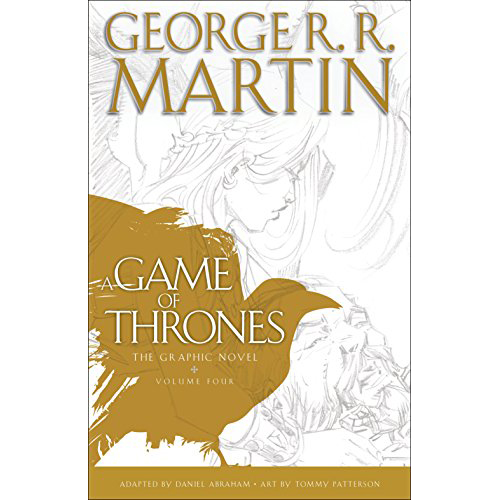 GEORGE R. R.
MARTIN
A GAME
OF
THRONES
THE GRAPHIC NOVEL
VOLUME FOUR
ADAPTED BY DANIEL ABRAHAM • ART BY TOMMY PATTERSON